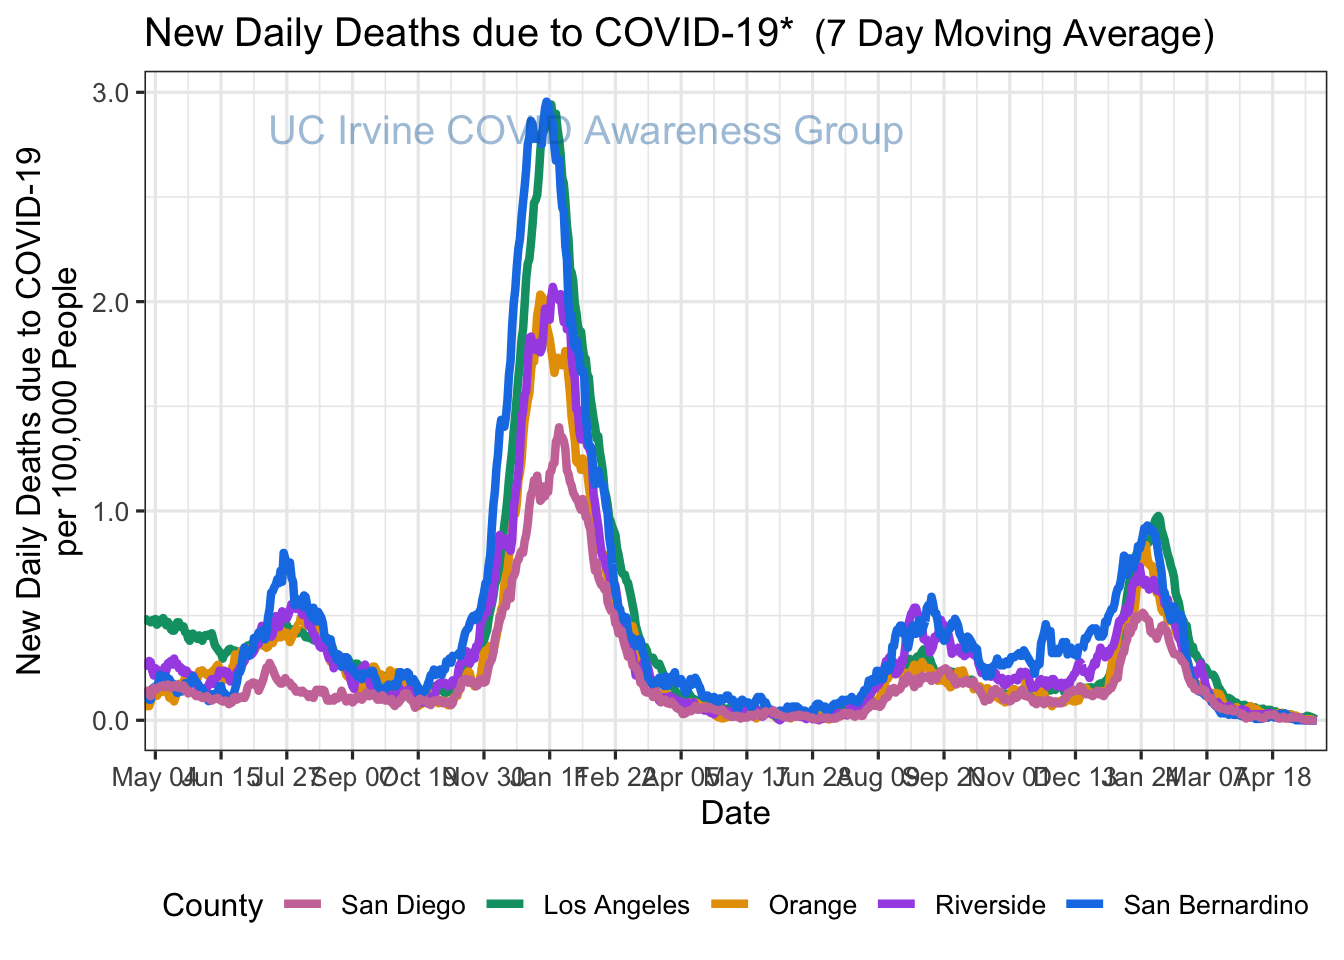 New Daily Deaths due to COVID-19* (7 Day Moving Average)
UC Irvine COVID Awareness Group
New Daily Deaths due to COVID-19
per 100,000 People
3.0
2.0
1.0
0.0
May 04 Jun 15 Jul 27 Sep 07 Oct 19 Nov 30 Jan 11 Feb 22 Apr 05 May 17 Jun 28 Aug 09 Sep 20 Nov 01 Dec 13 Jan 24 Mar 07 Apr 18
Date
County San Diego Los Angeles Orange Riverside San Bernardino